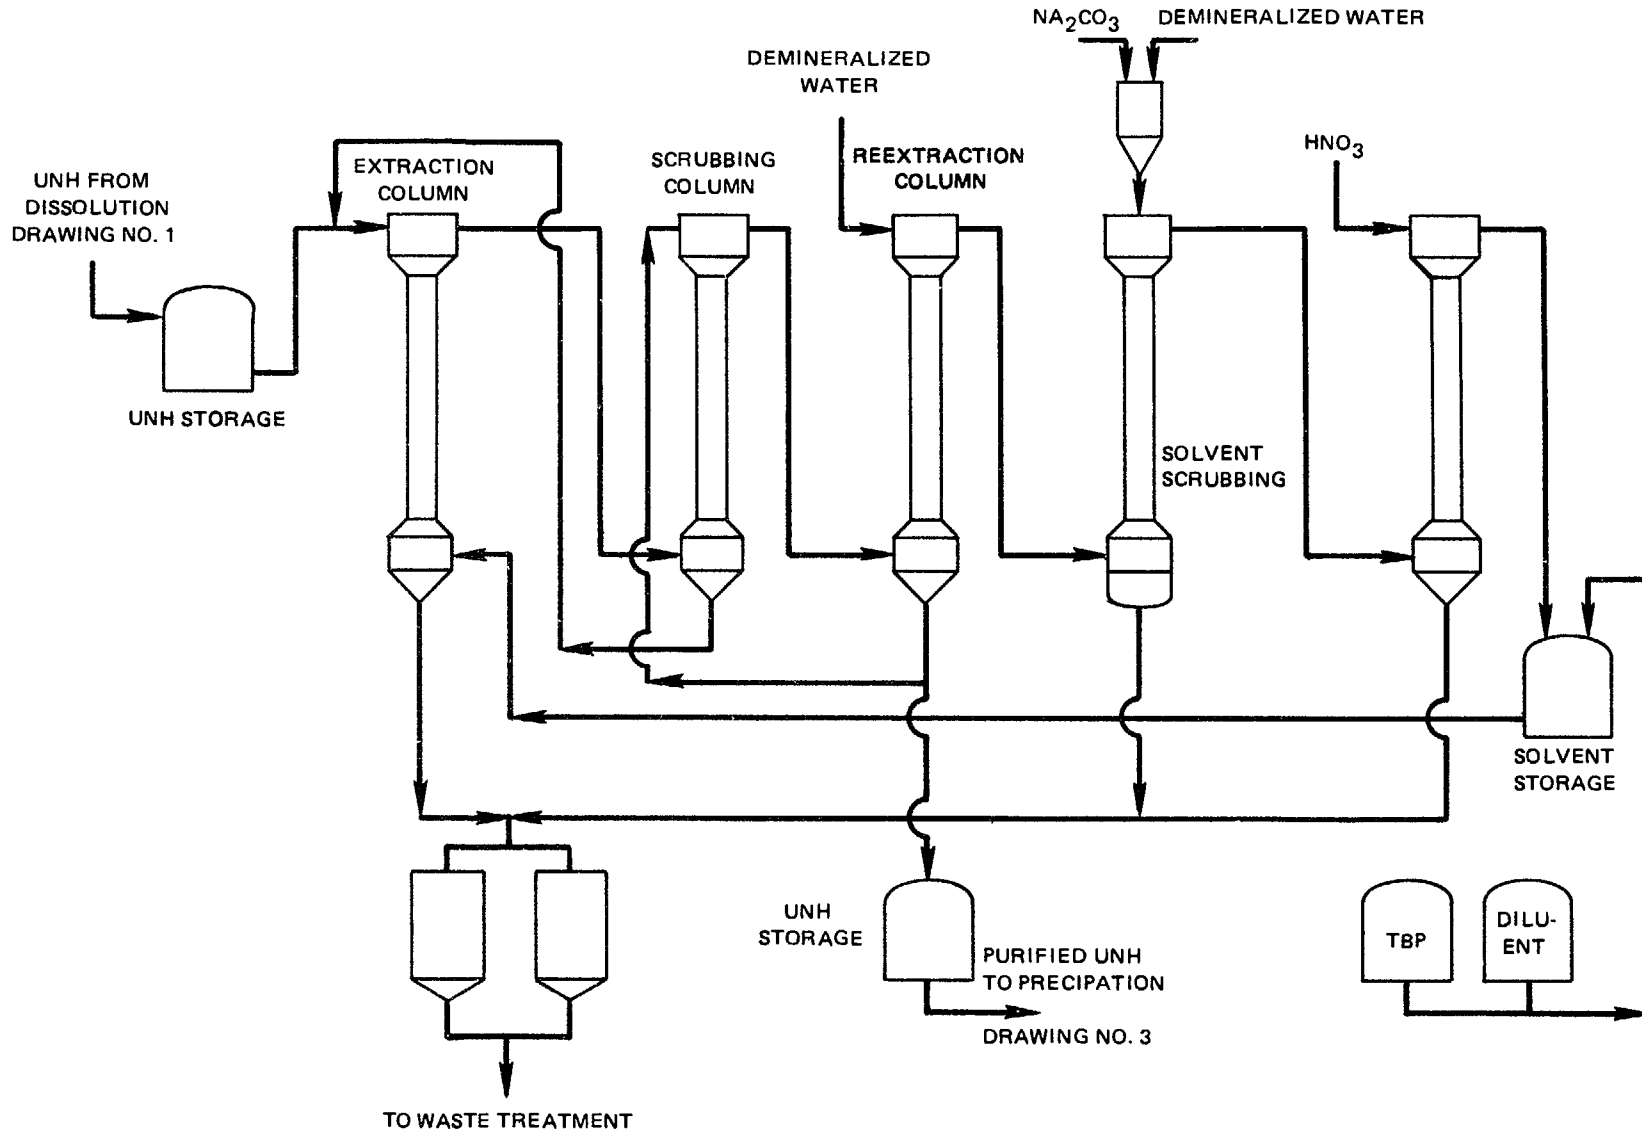 NA2CO3
DEMINERALIZED WATER
DEMINERALIZED
WATER
HNO3
UNH FROM
DISSOLUTION
DRAWING NO. 1
EXTRACTION
COLUMN
SCRUBBING
COLUMN
REEXTRACTION
COLUMN
UNH STORAGE
SOLVENT
SCRUBBING
SOLVENT
STORAGE
UNH
STORAGE
PURIFIED UNH
TO PRECIPATION
DRAWING NO. 3
TBP
DILU-
ENT
TO WASTE TREATMENT